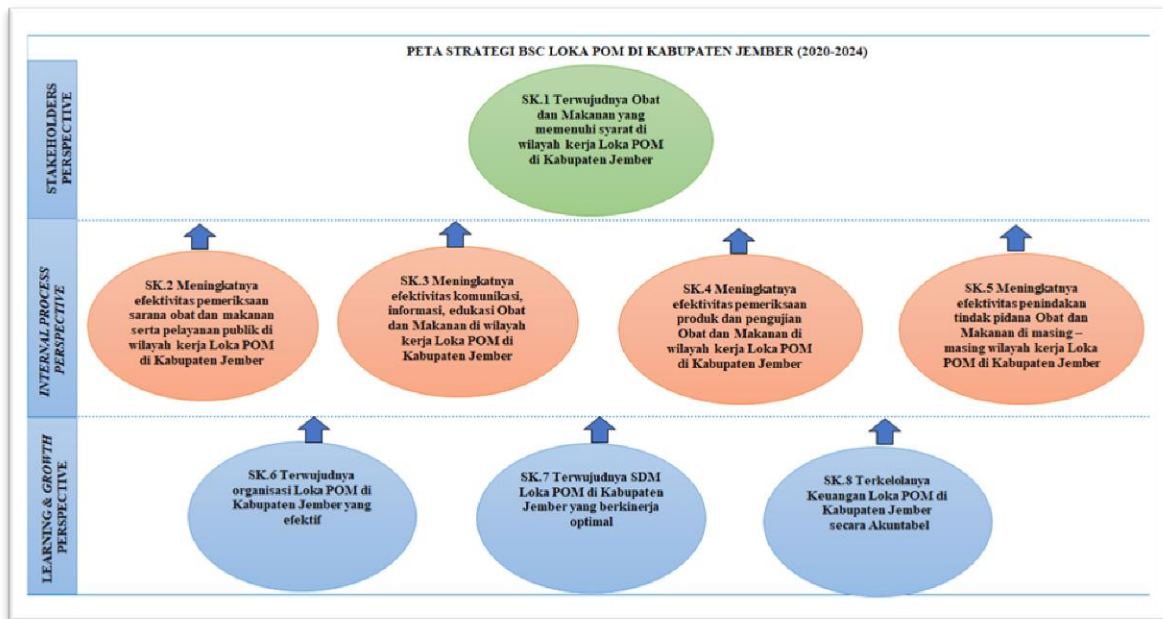 PETA STRATEGI BSC LOKA POM DI KABUPATEN JEMBER (2020-2024)
STAKEHOLDERS
PERSPECTIVE
SK.1 Terwujudnya Obat
dan Makanan yang
memenuhi syarat di
wilayah kerja Loka POM
di Kabupaten Jember
INTERNAL PROCESS
PERSPECTIVE
SK.2 Meningkatnya
efektivitas pemeriksaan
sarana obat dan makanan
serta pelayanan publik di
wilayah kerja Loka POM
di Kabupaten Jember
SK.3 Meningkatnya
efektivitas komunikasi,
informasi, edukasi Obat
dan Makanan di wilayah
kerja Loka POM di
Kabupaten Jember
SK.4 Meningkatnya
efektivitas pemeriksaan
produk dan pengujian
Obat dan Makanan di
wilayah kerja Loka POM
di Kabupaten Jember
SK.5 Meningkatnya
efektivitas penindakan
tindak pidana Obat dan
Makanan di masing –
masing wilayah kerja Loka
POM di Kabupaten Jember
LEARNING & GROWTH
PERSPECTIVE
SK.6 Terwujudnya
organisasi Loka POM di
Kabupaten Jember yang
efektif
SK.7 Terwujudnya SDM
Loka POM di Kabupaten
Jember yang berkinerja
optimal
SK.8 Terkelolanya
Keuangan Loka POM di
Kabupaten Jember
secara Akuntabel